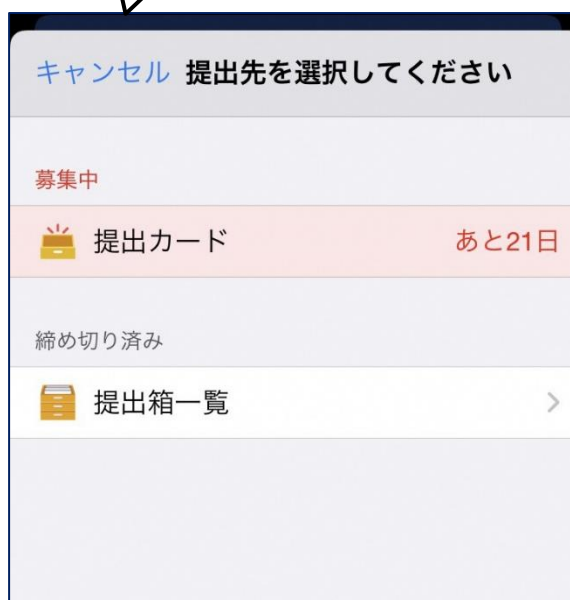 キャンセル 提出先を選択してください
募集中
提出カード あと21日
締め切り済み
提出箱一覧